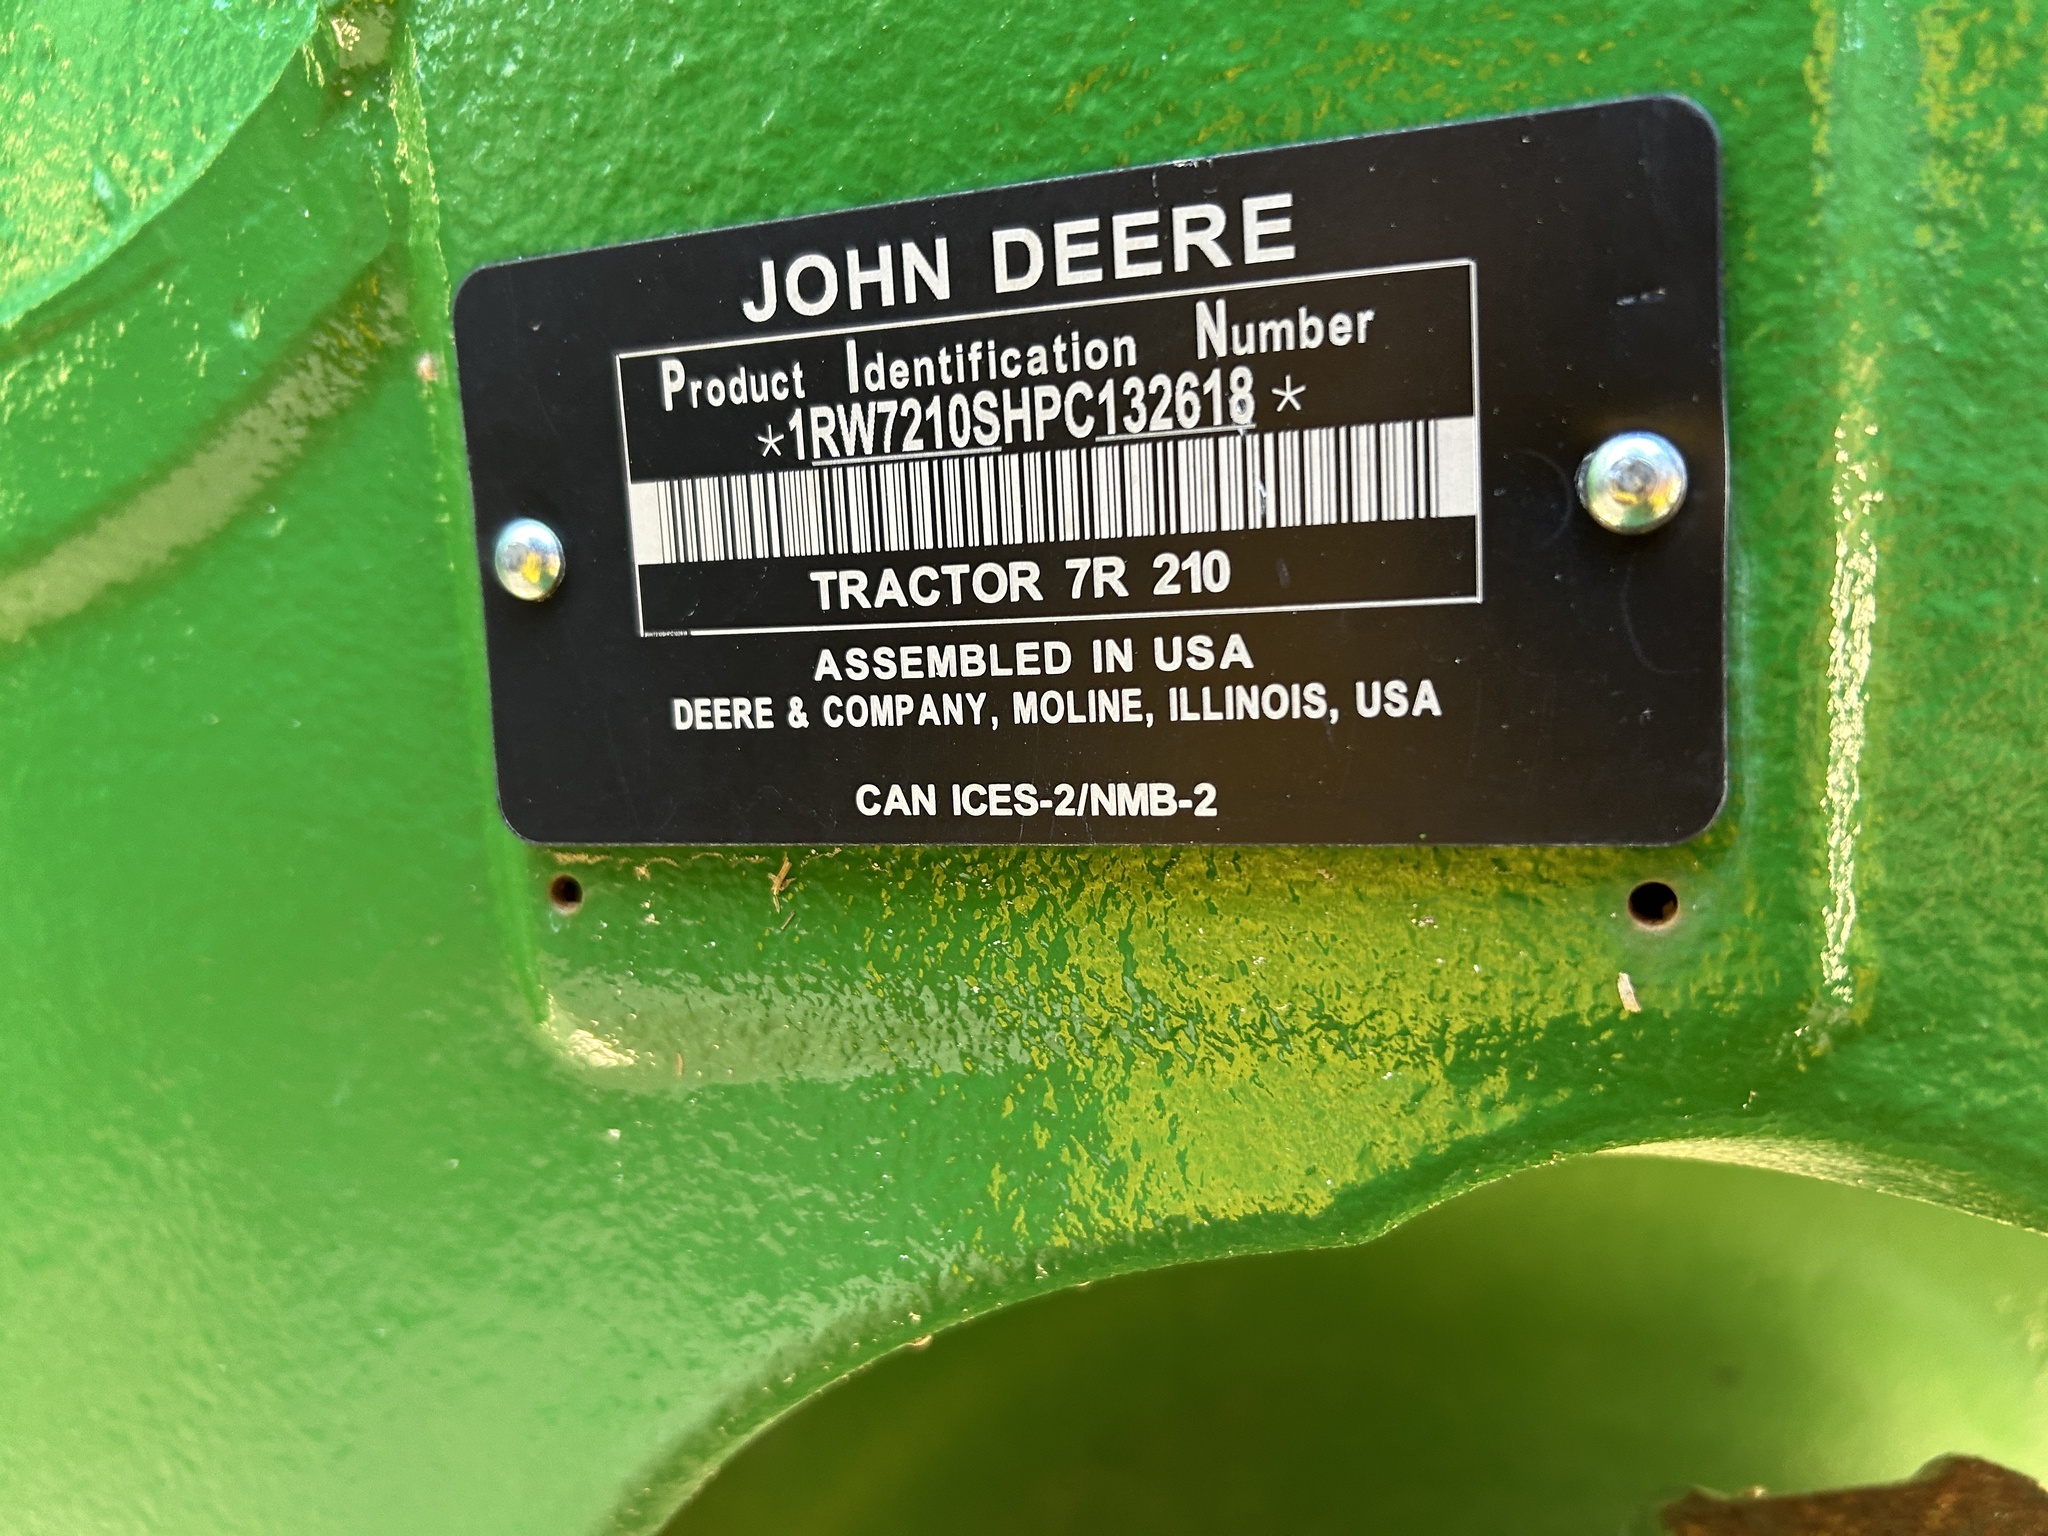 JOHN DEERE
Product Identification Number
*1RW7210SHPC132618*
TRACTOR 7R 210
ASSEMBLED IN USA
DEERE & COMPANY, MOLINE, ILLINOIS, USA
CAN ICES-2/NMB-2